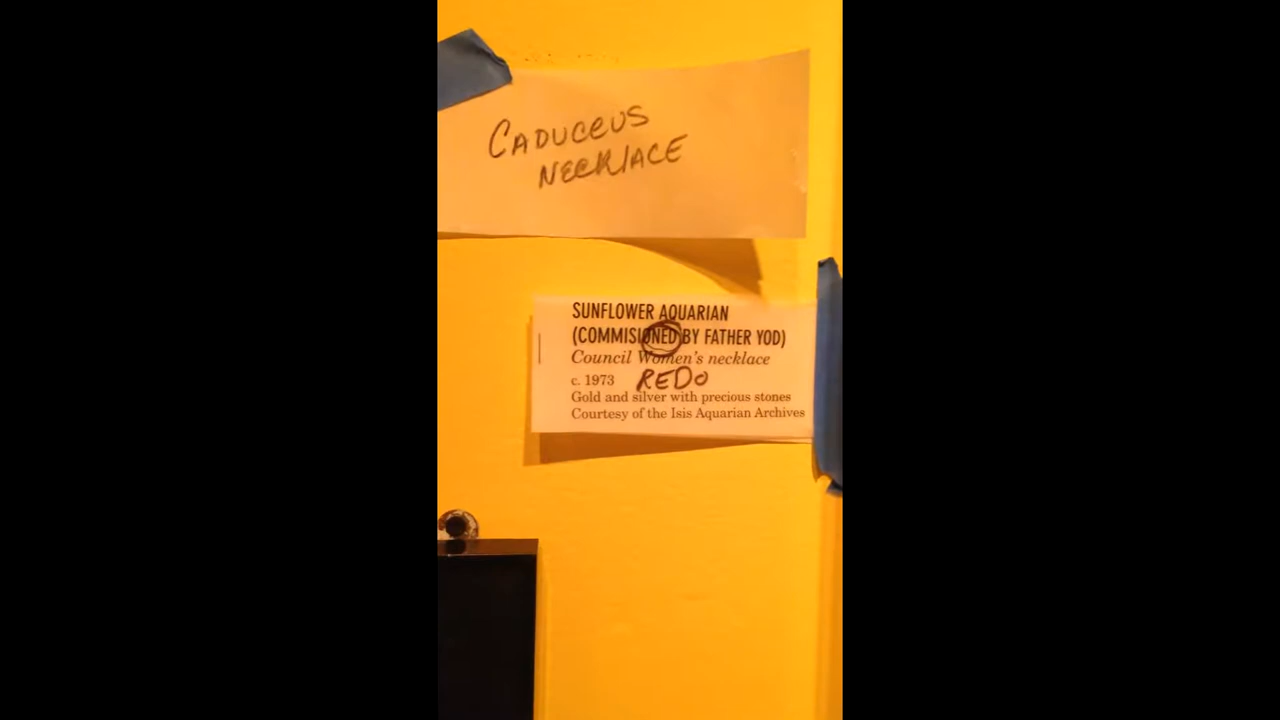 CADUCEUS
NECKLACE
SUNFLOWER AQUARIAN
(COMMISIONED BY FATHER YOD)
Council Women's necklace
c. 1973 REDO
Gold and silver with precious stones
Courtesy of the Isis Aquarian Archives